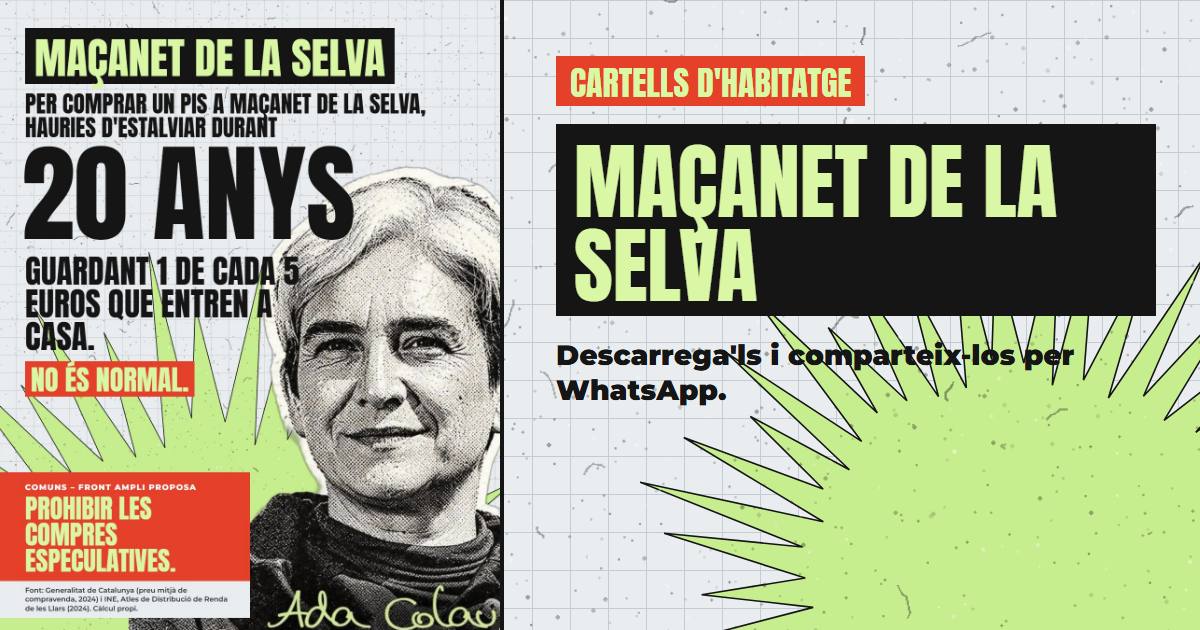 MAÇANET DE LA SELVA
PER COMPRAR UN PIS A MAÇANET DE LA SELVA,
HAURIES D'ESTALVIAR DURANT
20 ANYS
GUARDANT 1 DE CADA 5
EUROS QUE ENTREN A
CASA.
NO ÉS NORMAL.
COMUNS – FRONT AMPLI PROPOSA
PROHIBIR LES
COMPRES
ESPECULATIVES.
Font: Generalitat de Catalunya (preu mitjà de
compravenda, 2024) i INE, Atles de Distribució de Renda
de les Llars (2024). Càlcul propi.
Ada Colau
CARTELLS D'HABITATGE
MAÇANET DE LA
SELVA
Descarrega'ls i comparteix-los per
WhatsApp.